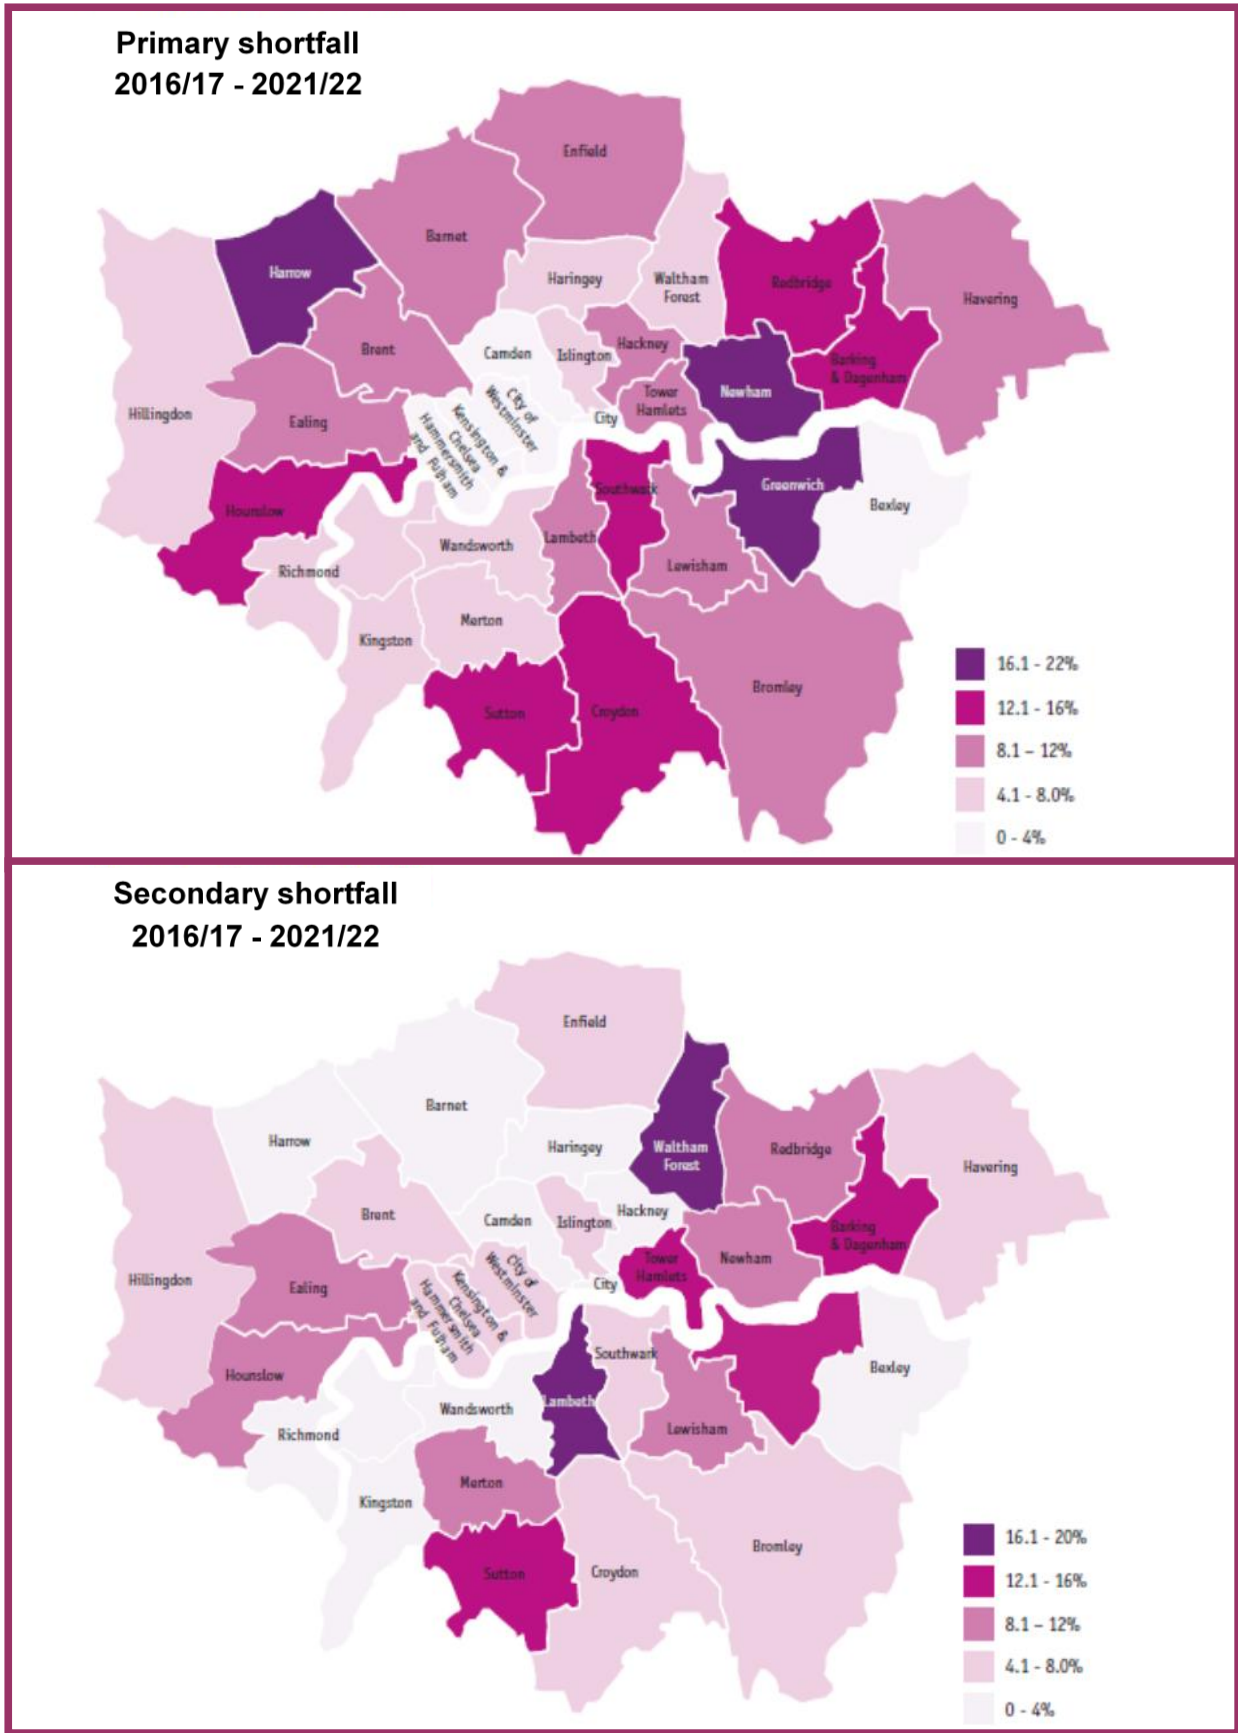 Primary shortfall
2016/17 - 2021/22
Enfield
Barnet
Harrow
Haringey
Waltham
Forest
Redbridge
Havering
Brent
Camden
Islington
Hackney
Barking
& Dagenham
Hillingdon
Ealing
City of
Westminster
Kensington &
Chelsea
Hammersmith
and Fulham
City
Tower
Hamlets
Newham
Hounslow
Southwark
Greenwich
Bexley
Richmond
Wandsworth
Lambeth
Lewisham
Kingston
Merton
Sutton
Croydon
Bromley
16.1 - 22%
12.1 - 16%
8.1 – 12%
4.1 - 8.0%
0 - 4%
Secondary shortfall
2016/17 - 2021/22
Enfield
Barnet
Harrow
Haringey
Waltham
Forest
Redbridge
Havering
Brent
Camden
Islington
Hackney
Barking
& Dagenham
Hillingdon
Ealing
City of
Westminster
Kensington &
Chelsea
Hammersmith
and Fulham
City
Tower
Hamlets
Newham
Hounslow
Southwark
Bexley
Richmond
Wandsworth
Lambeth
Lewisham
Kingston
Merton
Sutton
Croydon
Bromley
16.1 - 20%
12.1 - 16%
8.1 – 12%
4.1 - 8.0%
0 - 4%